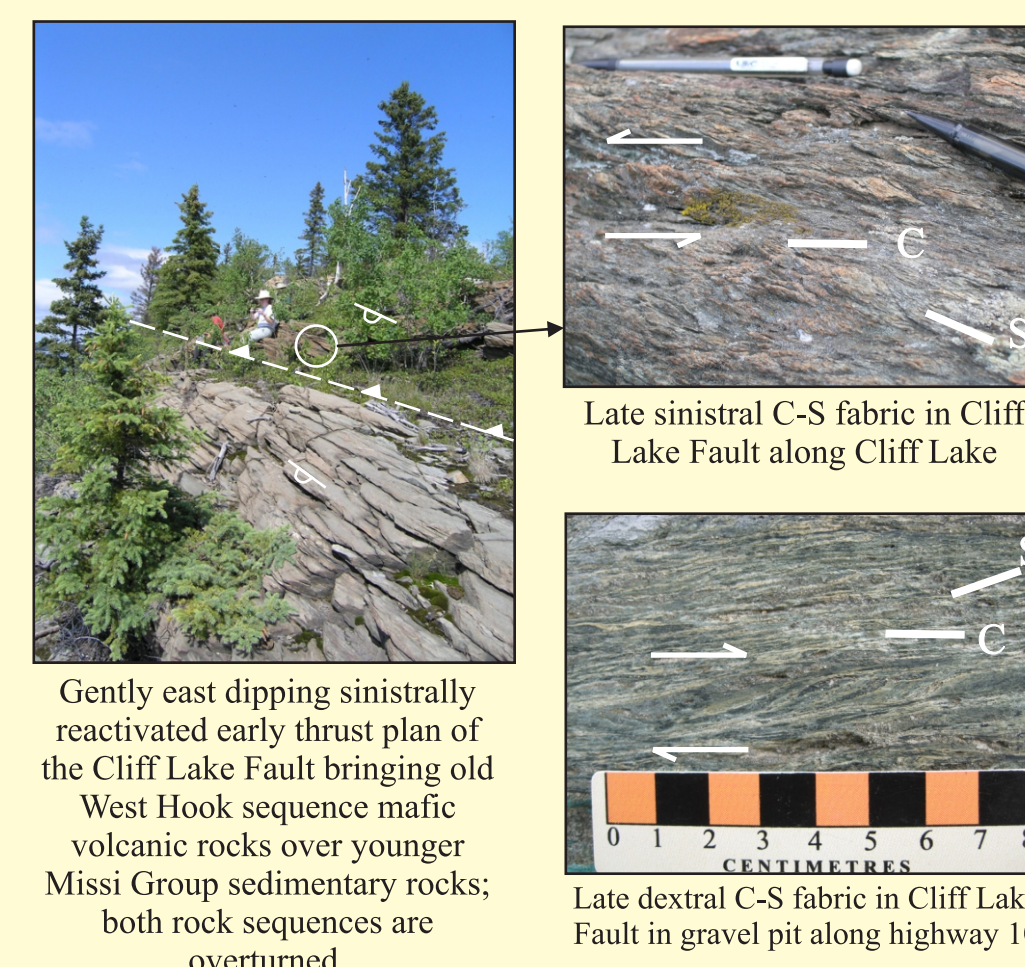 Gently east dipping sinistrally
reactivated early thrust plan of
the Cliff Lake Fault bringing old
West Hook sequence mafic
volcanic rocks over younger
Missi Group sedimentary rocks;
both rock sequences are
overturned
C
S
Late sinistral C-S fabric in Cliff
Lake Fault along Cliff Lake
S
C
0 1 2 3 4 5 6 7 8
CENTIMETRES
Late dextral C-S fabric in Cliff Lak
Fault in gravel pit along highway 10